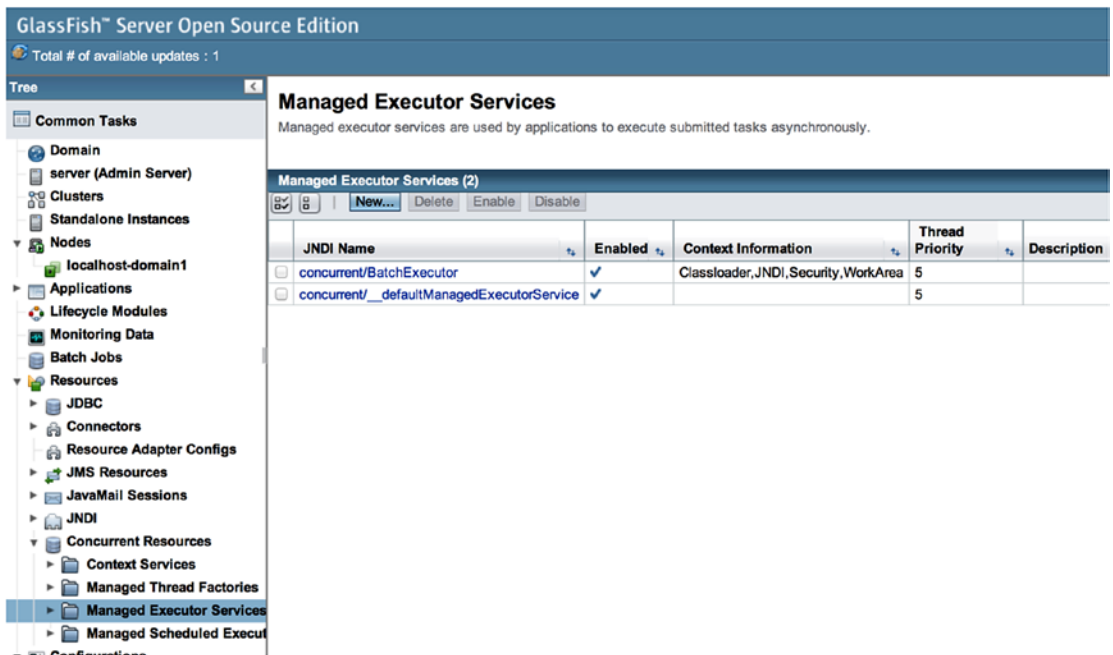 GlassFish™ Server Open Source Edition
Total # of available updates : 1
Tree
Common Tasks
Domain
server (Admin Server)
Clusters
Standalone Instances
Nodes
localhost-domain1
Applications
Lifecycle Modules
Monitoring Data
Batch Jobs
Resources
JDBC
Connectors
Resource Adapter Configs
JMS Resources
JavaMail Sessions
JNDI
Concurrent Resources
Context Services
Managed Thread Factories
Managed Executor Services
Managed Scheduled Execut
Configurations
Managed Executor Services
Managed executor services are used by applications to execute submitted tasks asynchronously.
Managed Executor Services (2)
New... Delete Enable Disable
JNDI Name Enabled Context Information Thread Priority Description
concurrent/BatchExecutor ✔ Classloader,JNDI,Security,WorkArea 5
concurrent/__defaultManagedExecutorService ✔ 5